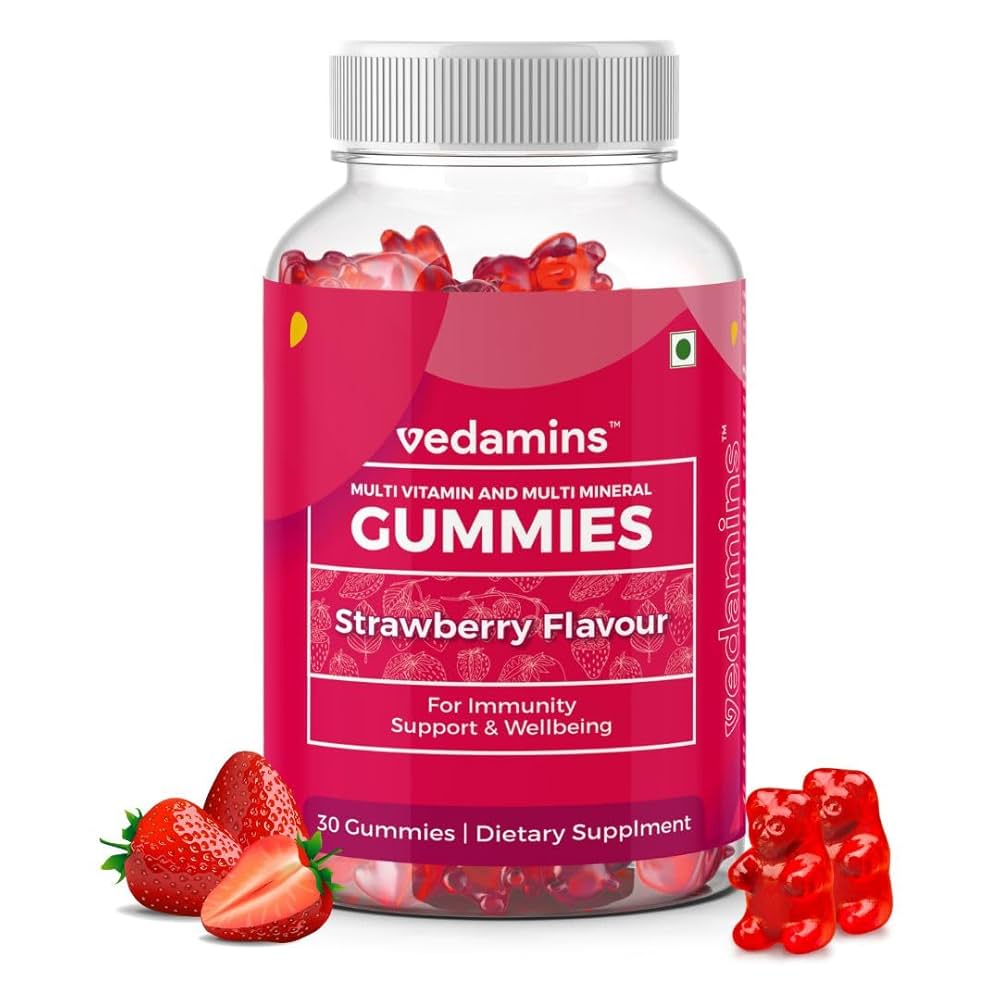 vedamins™
MULTI VITAMIN AND MULTI MINERAL
GUMMIES
Strawberry Flavour
For Immunity
Support & Wellbeing
30 Gummies | Dietary Supplment
vedamins™